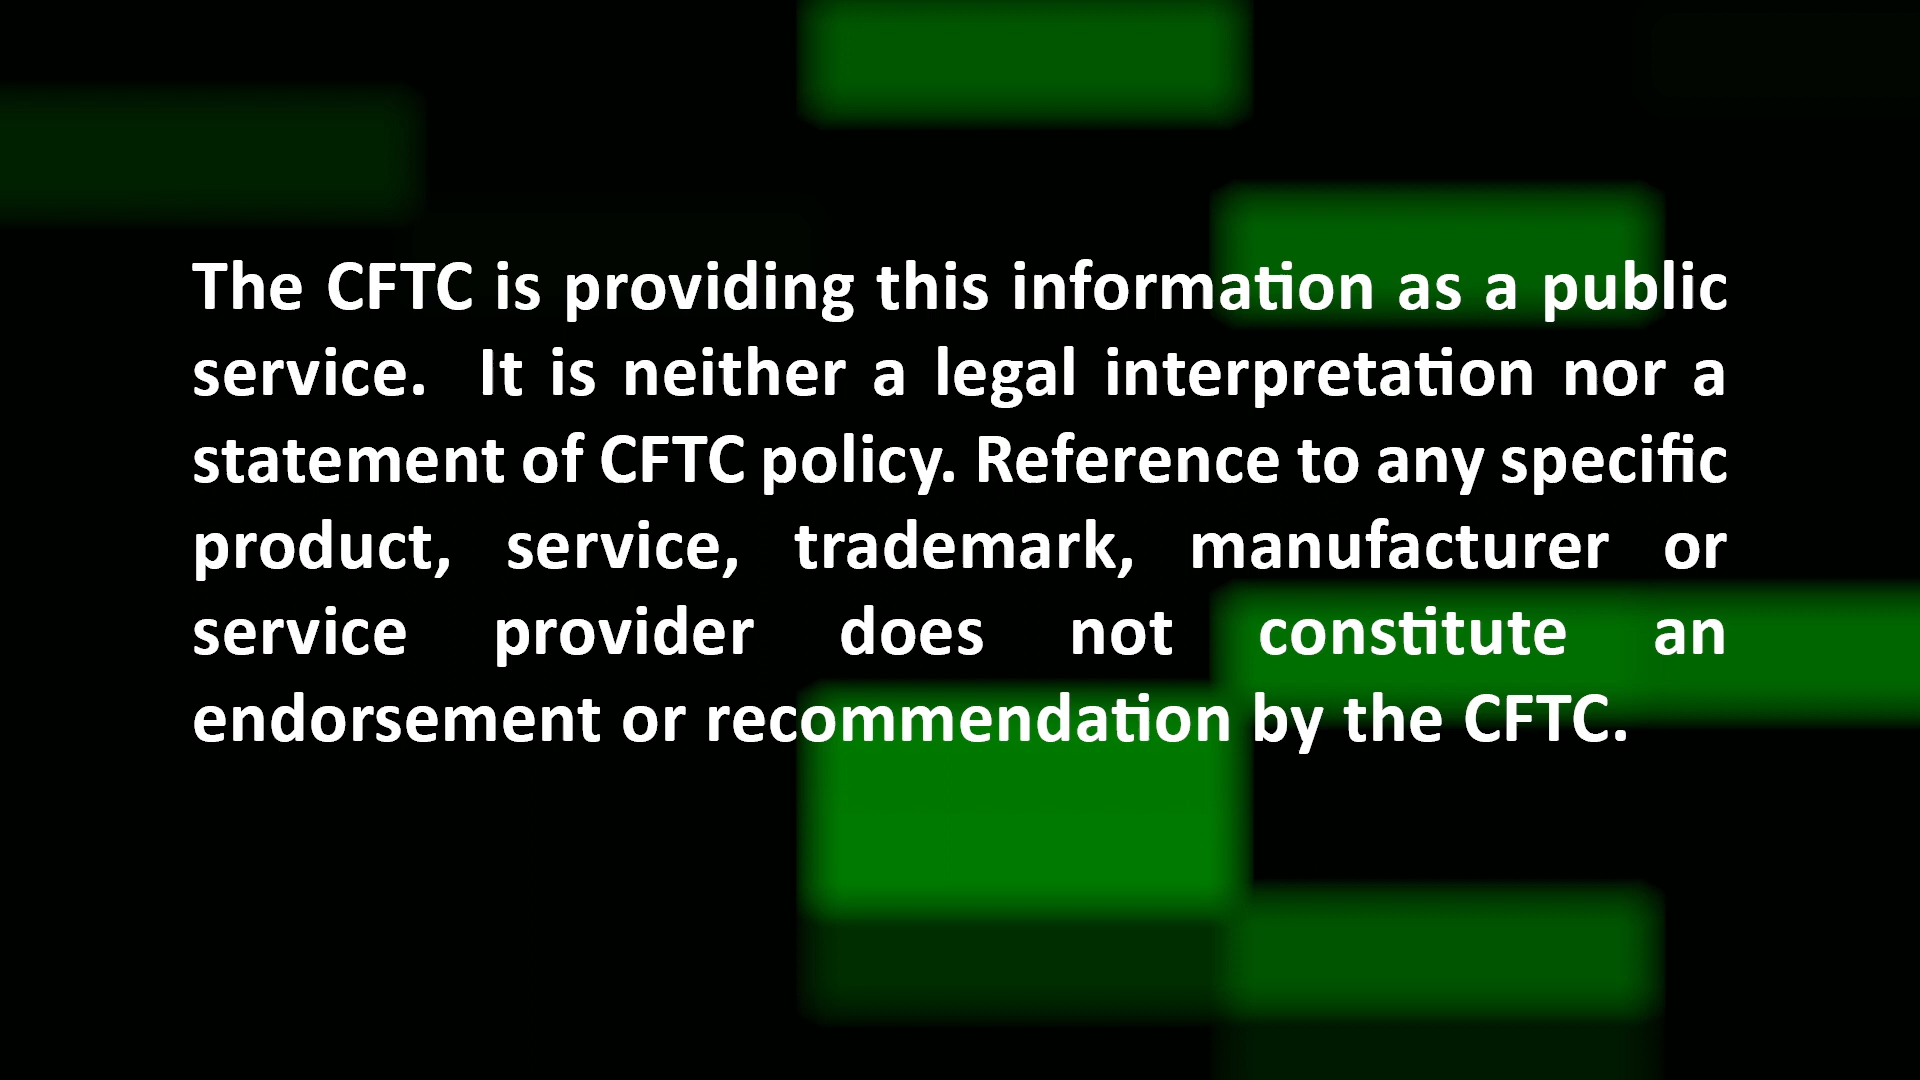 The CFTC is providing this information as a public
service.  It is neither a legal interpretation nor a
statement of CFTC policy. Reference to any specific
product, service, trademark, manufacturer or
service provider does not constitute an
endorsement or recommendation by the CFTC.